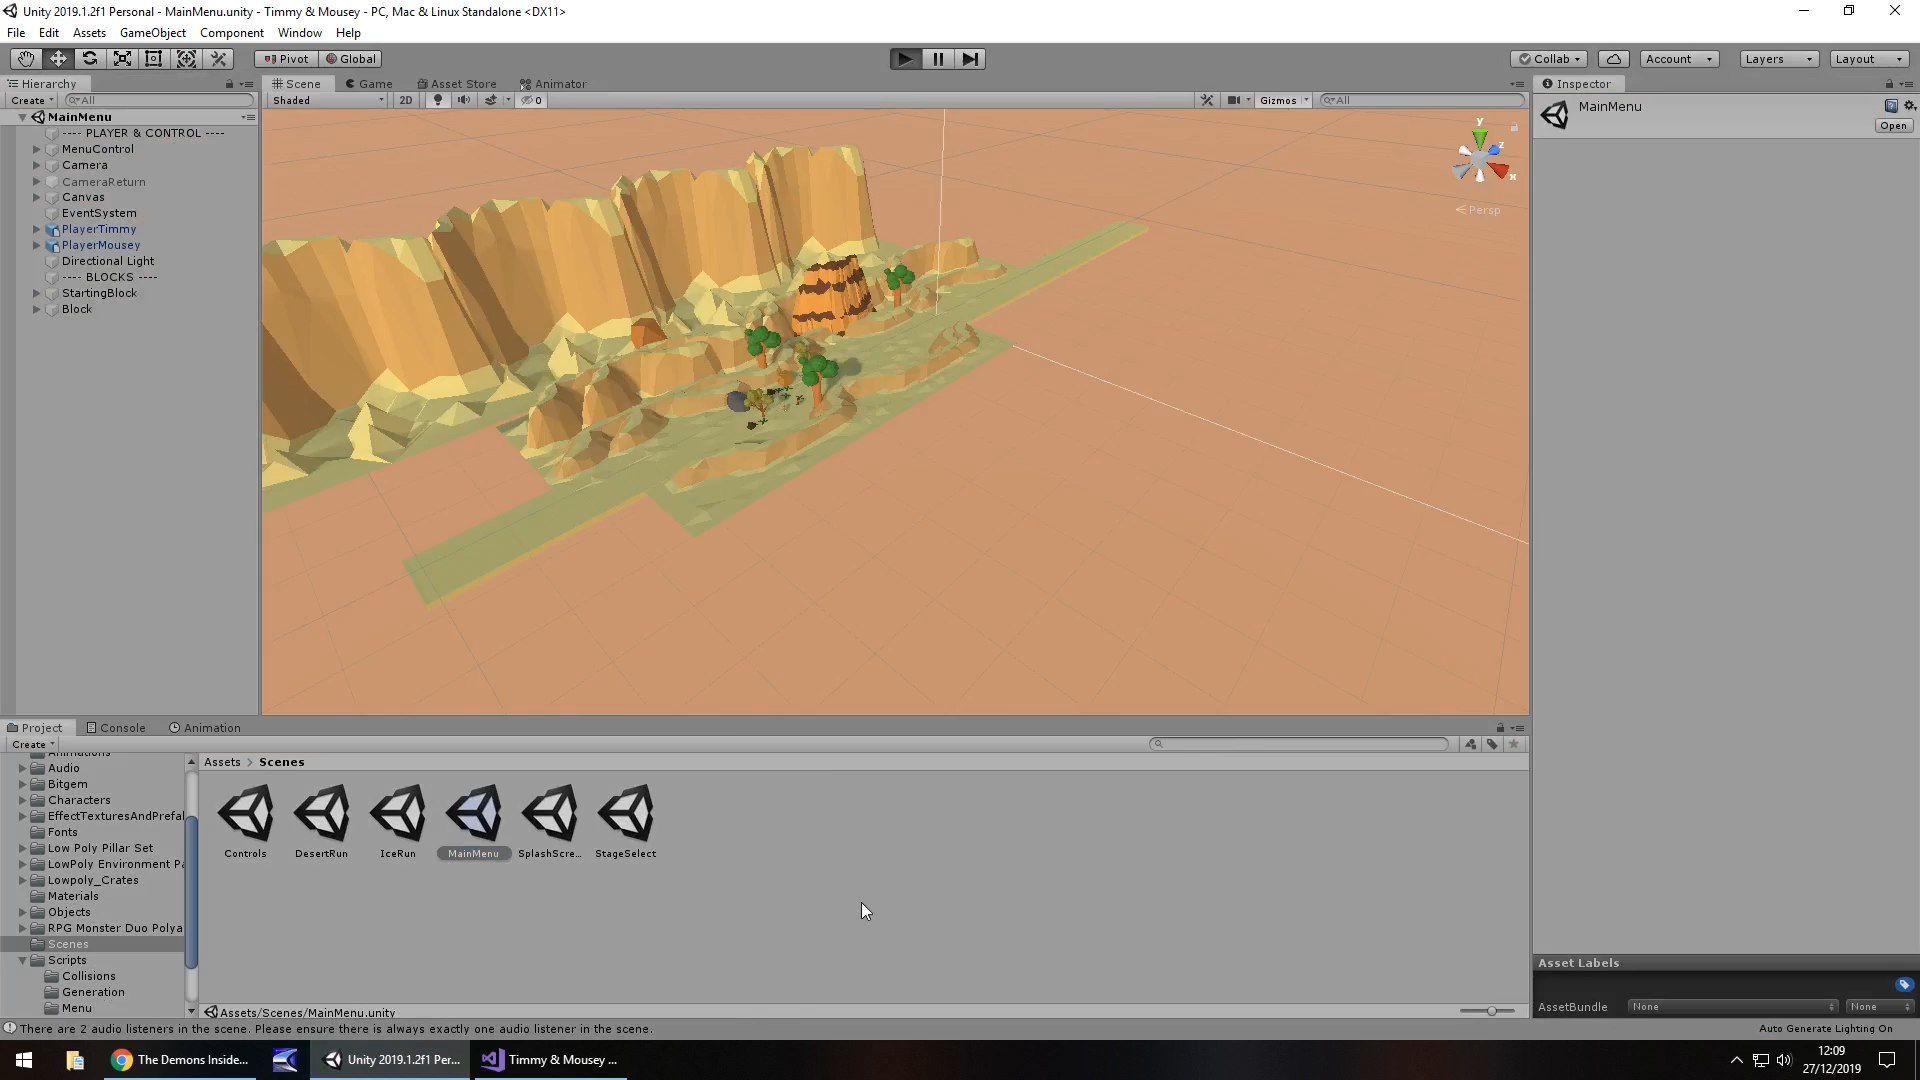 Unity 2019.1.2f1 Personal - MainMenu.unity - Timmy & Mousey - PC, Mac & Linux Standalone <DX11>
File Edit Assets GameObject Component Window Help
Pivot Global Collab Account Layers Layout
Hierarchy Scene Game Asset Store Animator Inspector
Create All Shaded 2D 0 Gizmos All
MainMenu
Open
MainMenu
---- PLAYER & CONTROL ----
MenuControl
Camera
CameraReturn
Canvas
EventSystem
PlayerTimmy
PlayerMousey
Directional Light
---- BLOCKS ----
StartingBlock
Block
y
z
x
Persp
Project Console Animation
Create
Assets > Scenes
Animations
Audio
Bitgem
Characters
EffectTexturesAndPrefal
Fonts
Low Poly Pillar Set
LowPoly Environment Pa
Lowpoly_Crates
Materials
Objects
RPG Monster Duo Polya
Scenes
Scripts
Collisions
Generation
Menu
Controls DesertRun IceRun MainMenu SplashScre... StageSelect
Assets/Scenes/MainMenu.unity
Asset Labels
AssetBundle None None
There are 2 audio listeners in the scene. Please ensure there is always exactly one audio listener in the scene.
Auto Generate Lighting On
The Demons Inside... Unity 2019.1.2f1 Per... Timmy & Mousey ...
12:09
27/12/2019